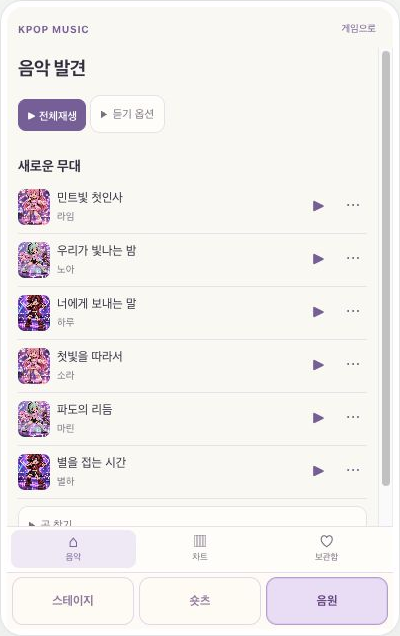 KPOP MUSIC
게임으로
음악 발견
▶ 전체재생
▶ 듣기 옵션
새로운 무대
민트빛 첫인사
라임
우리가 빛나는 밤
노아
너에게 보내는 말
하루
첫빛을 따라서
소라
파도의 리듬
마린
별을 접는 시간
별하
▶ 곡 찾기
음악
차트
보관함
스테이지
숏츠
음원